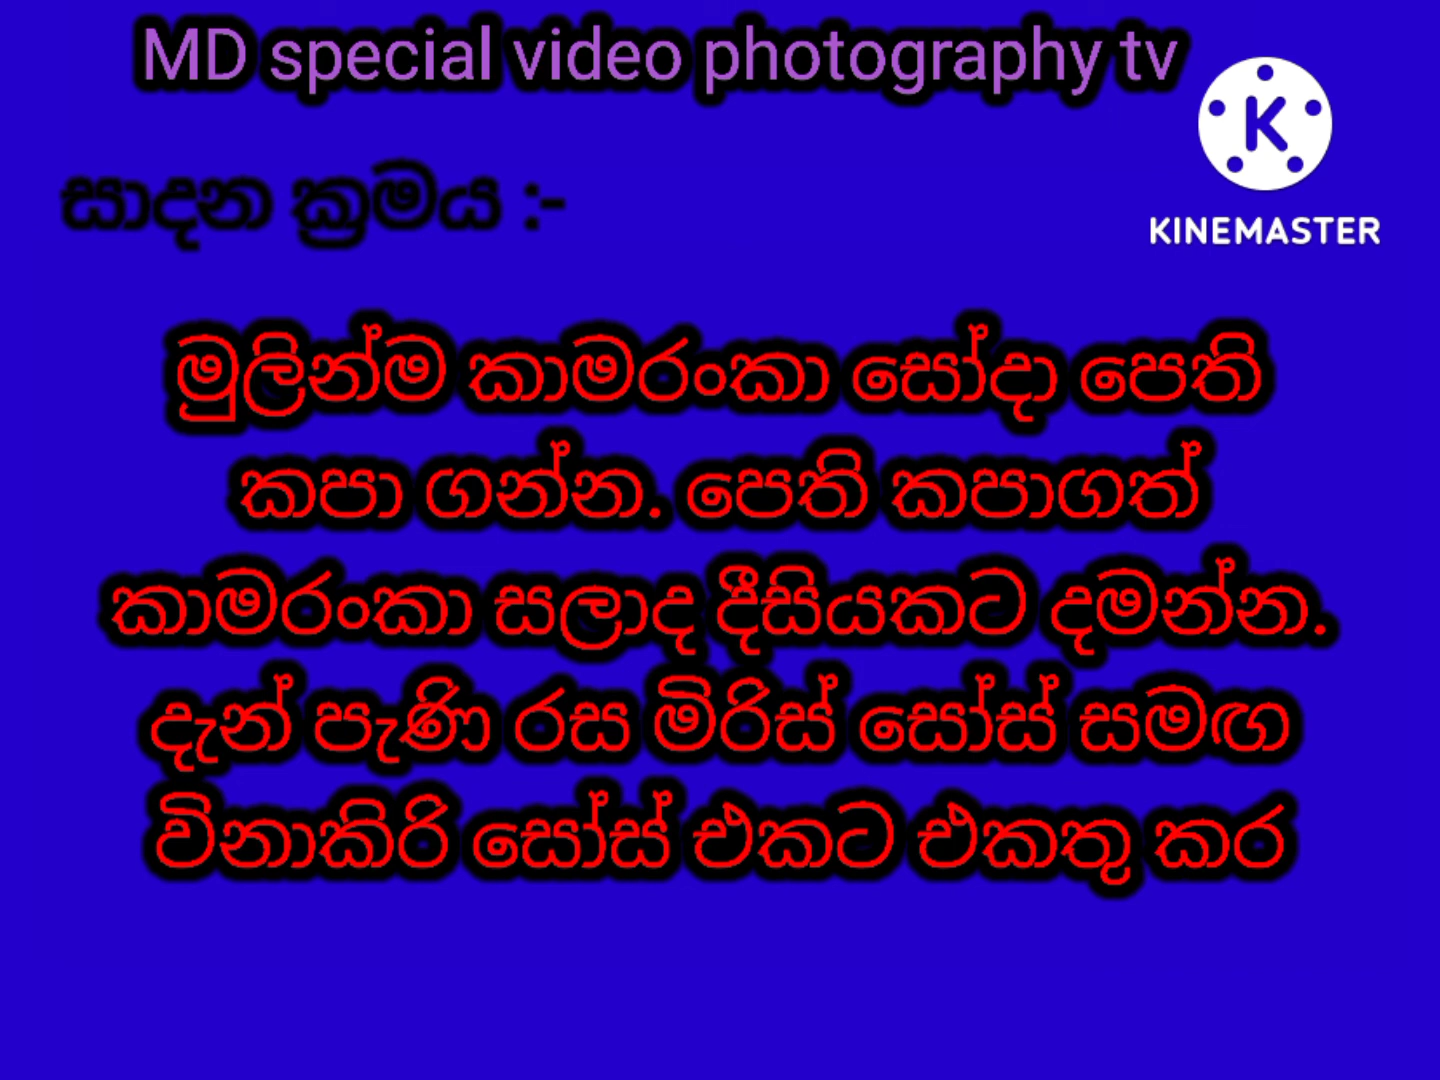 MD special video photography tv
KINEMASTER
සාදන ක්‍රමය :-
මුලින්ම කාමරංකා සෝදා පෙති
කපා ගන්න. පෙති කපාගත්
කාමරංකා සලාද දීසියකට දමන්න.
දැන් පැණි රස මිරිස් සෝස් සමඟ
විනාකිරි සෝස් එකට එකතු කර